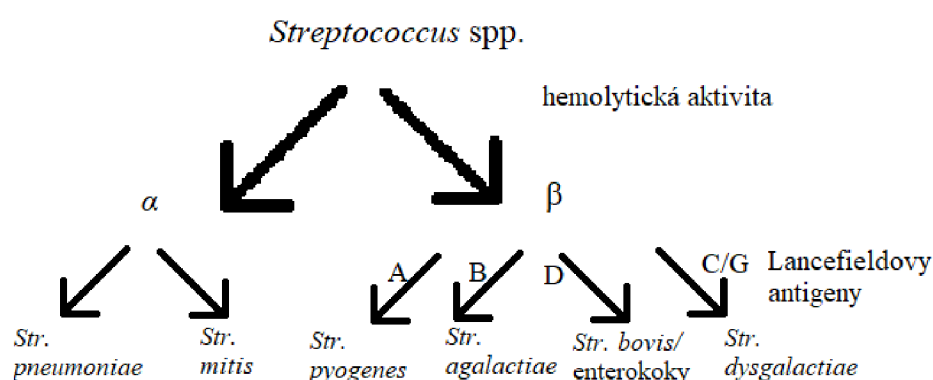 Streptococcus spp.
hemolytická aktivita
α
β
A
B
D
C/G
Lancefieldovy
antigeny
Str.
pneumoniae
Str.
mitis
Str.
pyogenes
Str.
agalactiae
Str. bovis/
enterokoky
Str.
dysgalactiae